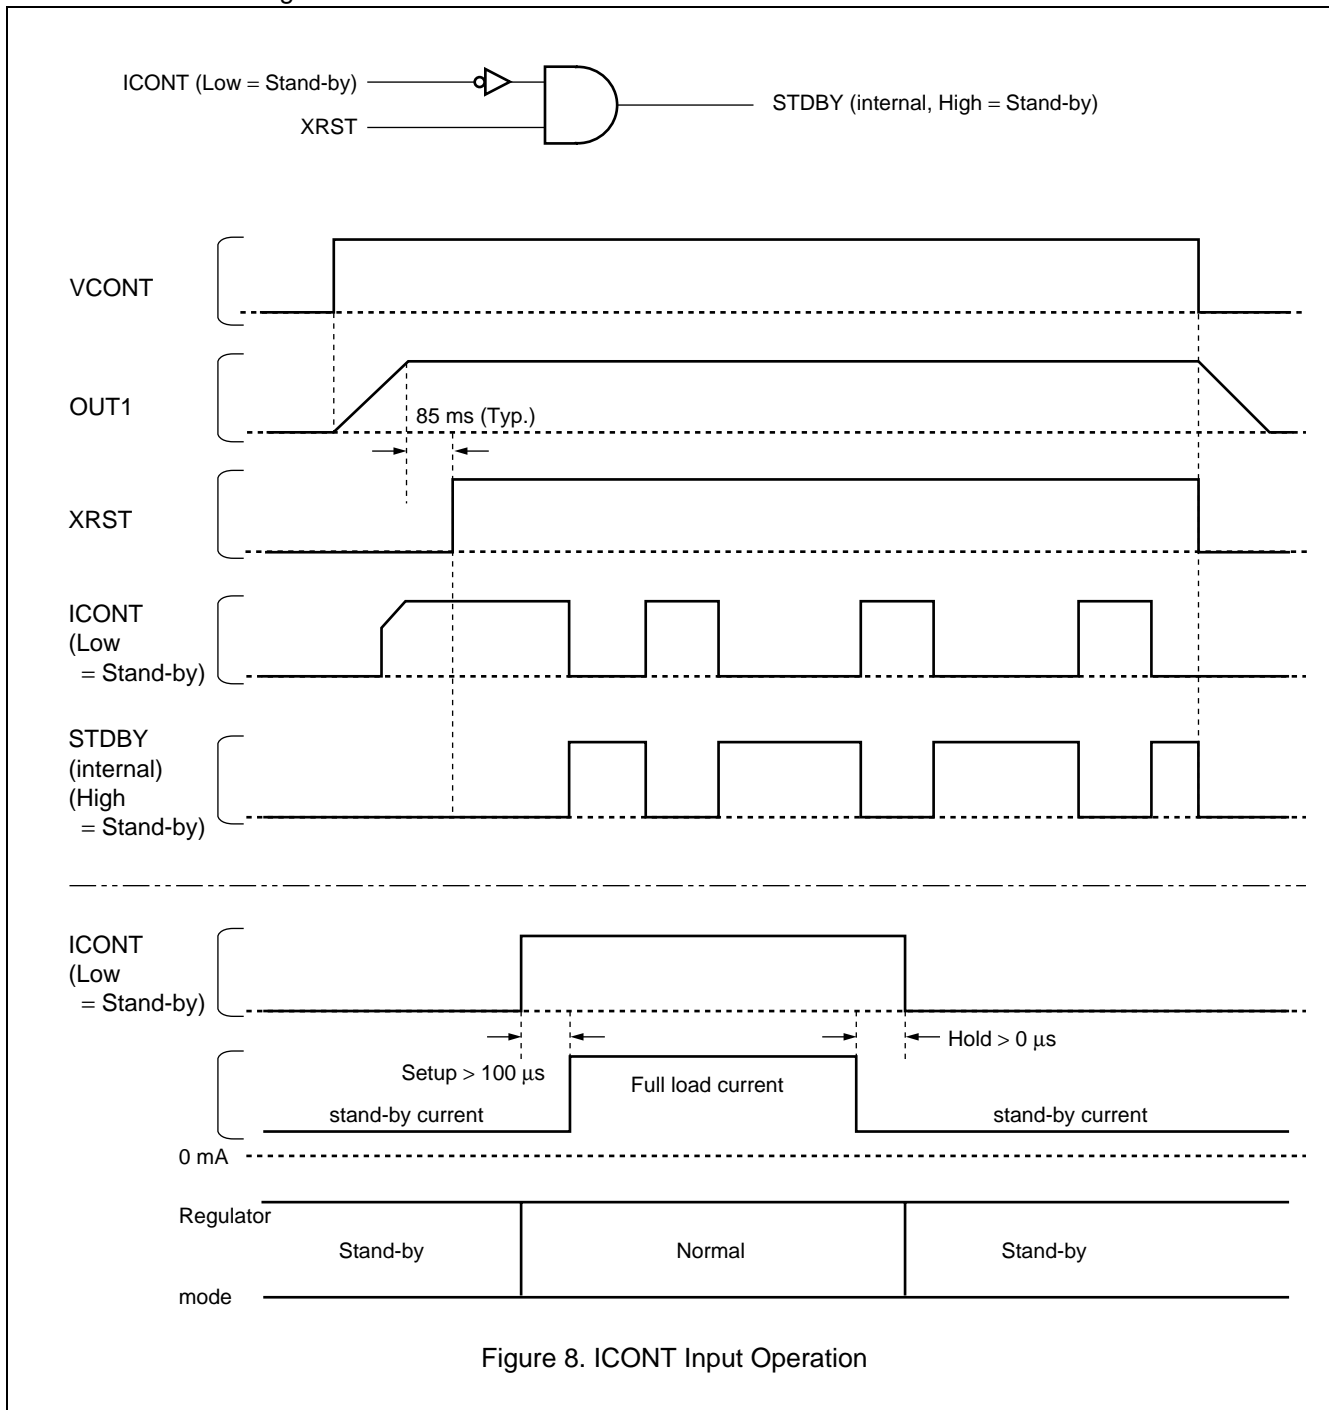 ICONT (Low = Stand-by)
XRST
STDBY (internal, High = Stand-by)
VCONT
OUT1
85 ms (Typ.)
XRST
ICONT
(Low
= Stand-by)
STDBY
(internal)
(High
= Stand-by)
ICONT
(Low
= Stand-by)
Hold > 0 μs
Setup > 100 μs
Full load current
stand-by current
stand-by current
0 mA
Regulator
Stand-by
Normal
Stand-by
mode
Figure 8. ICONT Input Operation